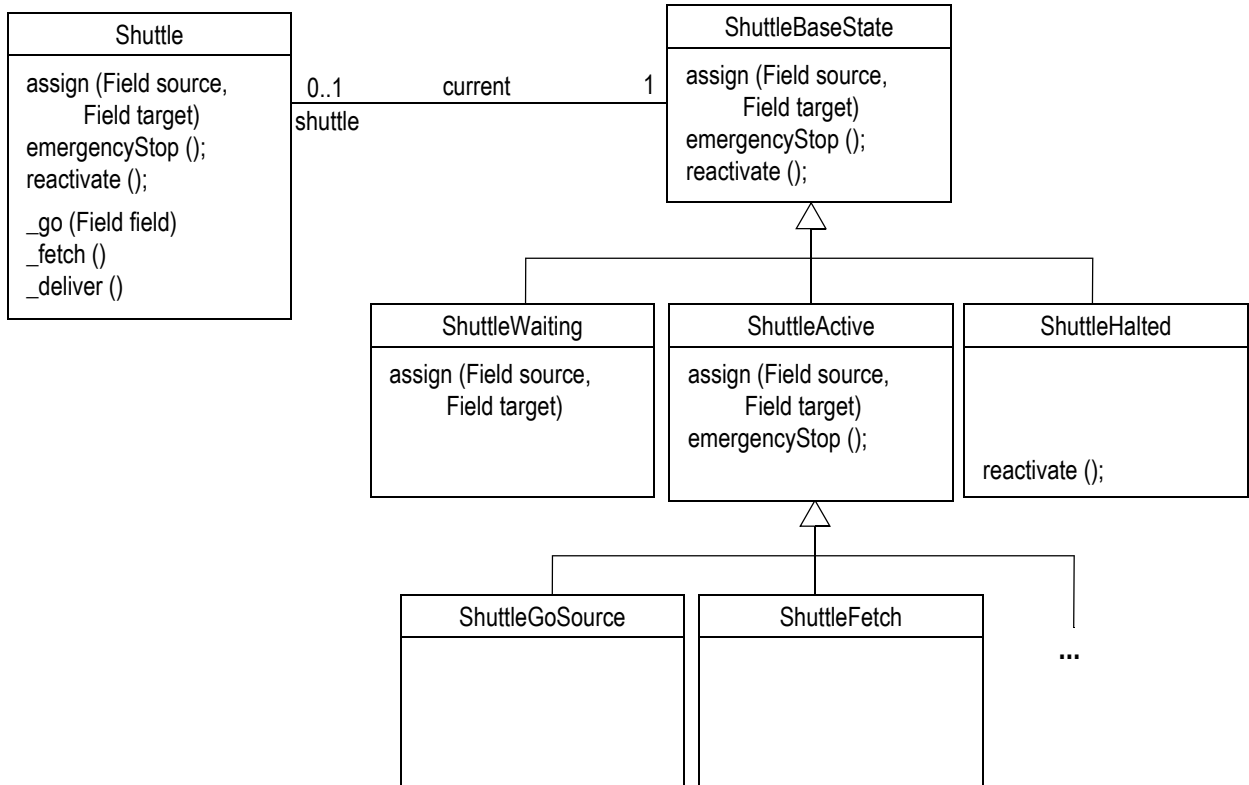 Shuttle
assign (Field source,
Field target)
emergencyStop ();
reactivate ();
_go (Field field)
_fetch ()
_deliver ()
0..1
current
1
shuttle
ShuttleBaseState
assign (Field source,
Field target)
emergencyStop ();
reactivate ();
ShuttleWaiting
assign (Field source,
Field target)
ShuttleActive
assign (Field source,
Field target)
emergencyStop ();
ShuttleHalted
reactivate ();
ShuttleGoSource
ShuttleFetch
...